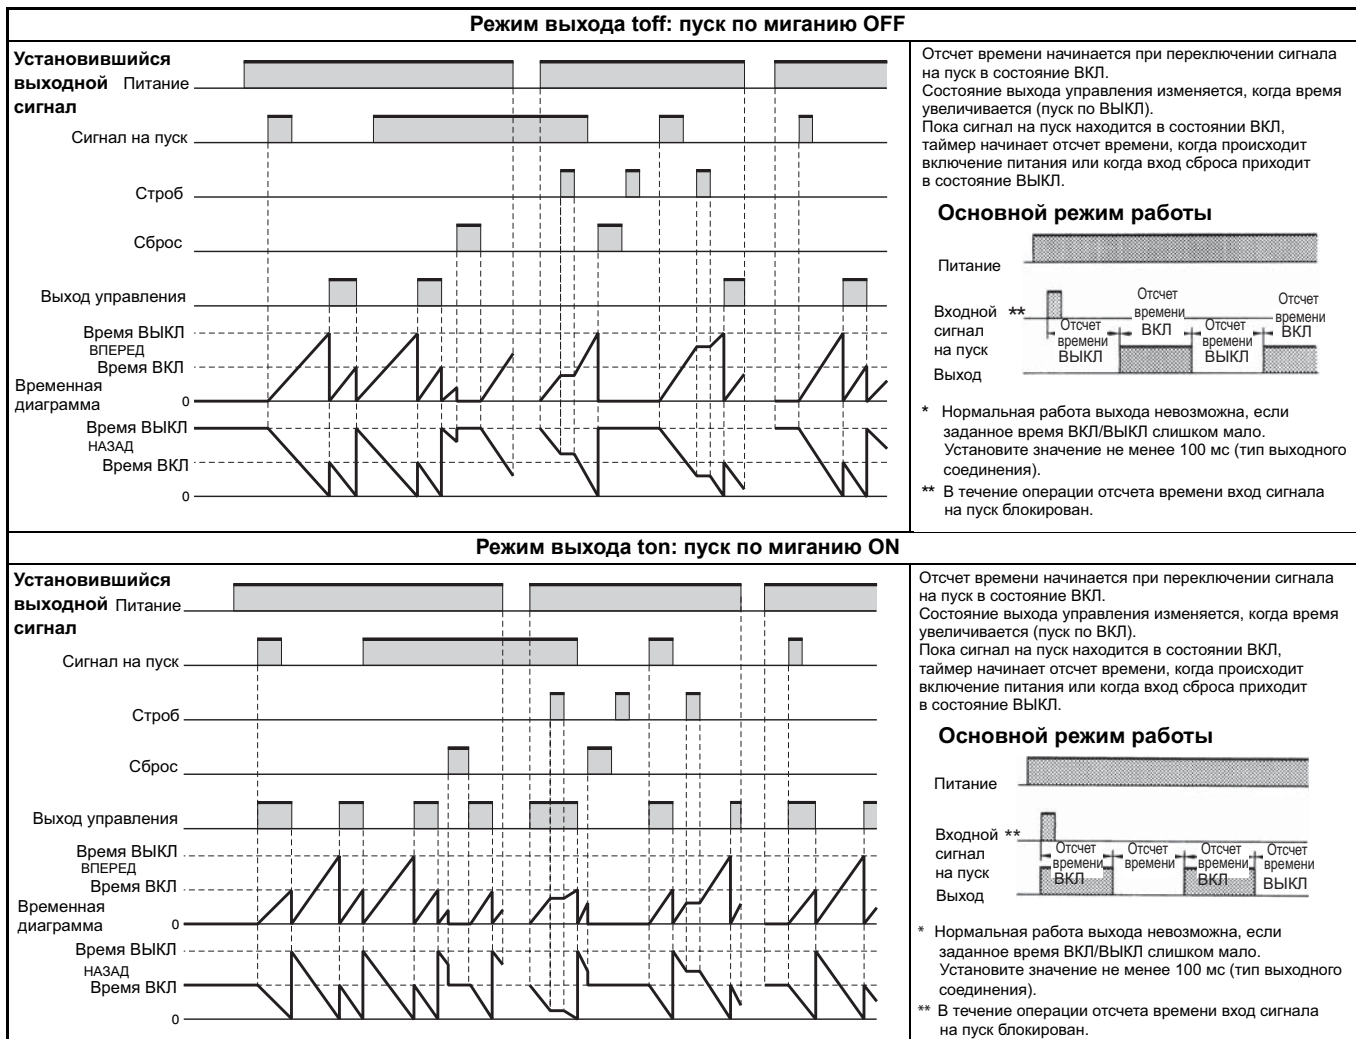 Режим выхода toff: пуск по миганию OFF
Установившийся
выходной Питание
сигнал
Сигнал на пуск
Строб
Сброс
Выход управления
Время ВЫКЛ
ВПЕРЕД
Время ВКЛ
Временная
диаграмма
0
Время ВЫКЛ
НАЗАД
Время ВКЛ
0
Отсчет времени начинается при переключении сигнала
на пуск в состояние ВКЛ.
Состояние выхода управления изменяется, когда время
увеличивается (пуск по ВЫКЛ).
Пока сигнал на пуск находится в состоянии ВКЛ,
таймер начинает отсчет времени, когда происходит
включение питания или когда вход сброса приходит
в состояние ВЫКЛ.
Основной режим работы
Питание
Входной **
сигнал
на пуск
Выход
Отсчет
времени
ВЫКЛ
Отсчет
времени
ВКЛ
Отсчет
времени
ВЫКЛ
Отсчет
времени
ВКЛ
* Нормальная работа выхода невозможна, если
заданное время ВКЛ/ВЫКЛ слишком мало.
Установите значение не менее 100 мс (тип выходного
соединения).
** В течение операции отсчета времени вход сигнала
на пуск блокирован.
Режим выхода ton: пуск по миганию ON
Установившийся
выходной Питание
сигнал
Сигнал на пуск
Строб
Сброс
Выход управления
Время ВЫКЛ
ВПЕРЕД
Время ВКЛ
Временная
диаграмма
0
Время ВЫКЛ
НАЗАД
Время ВКЛ
0
Отсчет времени начинается при переключении сигнала
на пуск в состояние ВКЛ.
Состояние выхода управления изменяется, когда время
увеличивается (пуск по ВКЛ).
Пока сигнал на пуск находится в состоянии ВКЛ,
таймер начинает отсчет времени, когда происходит
включение питания или когда вход сброса приходит
в состояние ВЫКЛ.
Основной режим работы
Питание
Входной **
сигнал
на пуск
Выход
Отсчет
времени
ВКЛ
Отсчет
времени
Отсчет
времени
ВКЛ
Отсчет
времени
ВЫКЛ
* Нормальная работа выхода невозможна, если
заданное время ВКЛ/ВЫКЛ слишком мало.
Установите значение не менее 100 мс (тип выходного
соединения).
** В течение операции отсчета времени вход сигнала
на пуск блокирован.